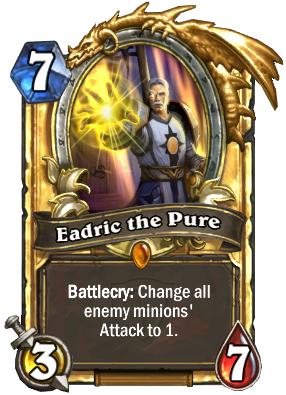 7
Eadric the Pure
Battlecry: Change all
enemy minions'
Attack to 1.
3
7